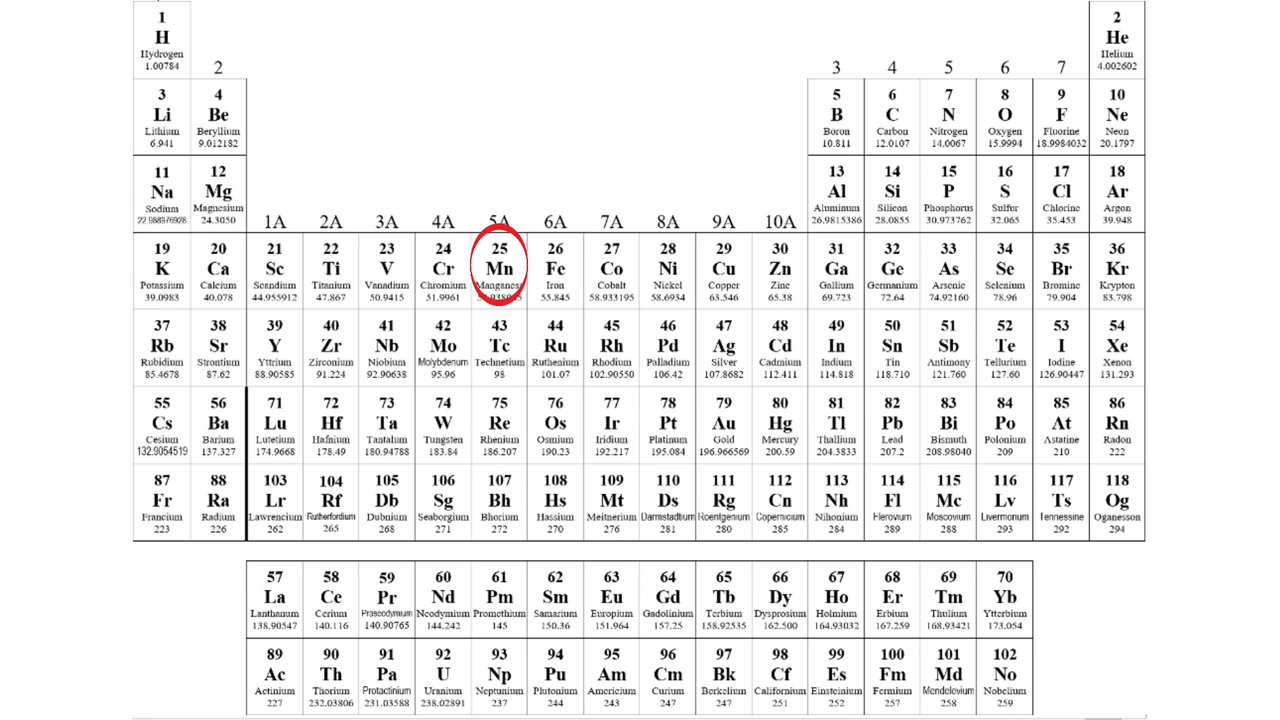 1 2
H He
Hydrogen Helium
1.00784 2 3 4 5 6 7 4.002602
3 4 5 6 7 8 9 10
Li Be B C N O F Ne
Lithium Beryllium Boron Carbon Nitrogen Oxygen Fluorine Neon
6.941 9.012182 10.811 12.0107 14.0067 15.9994 18.9984032 20.1797
11 12 13 14 15 16 17 18
Na Mg Al Si P S Cl Ar
Sodium Magnesium Aluminum Silicon Phosphorus Sulfur Chlorine Argon
22.98976928 24.3050 26.9815386 28.0855 30.973762 32.065 35.453 39.948
1A 2A 3A 4A 5A 6A 7A 8A 9A 10A
19 20 21 22 23 24 25 26 27 28 29 30 31 32 33 34 35 36
K Ca Sc Ti V Cr Mn Fe Co Ni Cu Zn Ga Ge As Se Br Kr
Potassium Calcium Scandium Titanium Vanadium Chromium Manganese Iron Cobalt Nickel Copper Zinc Gallium Germanium Arsenic Selenium Bromine Krypton
39.0983 40.078 44.955912 47.867 50.9415 51.9961 55.845 58.933195 58.6934 63.546 65.38 69.723 72.64 74.92160 78.96 79.904 83.798
37 38 39 40 41 42 43 44 45 46 47 48 49 50 51 52 53 54
Rb Sr Y Zr Nb Mo Tc Ru Rh Pd Ag Cd In Sn Sb Te I Xe
Rubidium Strontium Yttrium Zirconium Niobium Molybdenum Technetium Ruthenium Rhodium Palladium Silver Cadmium Indium Tin Antimony Tellurium Iodine Xenon
85.4678 87.62 88.90585 91.224 92.90638 95.96 98 101.07 102.90550 106.42 107.8682 112.411 114.818 118.710 121.760 127.60 126.90447 131.293
55 56 71 72 73 74 75 76 77 78 79 80 81 82 83 84 85 86
Cs Ba Lu Hf Ta W Re Os Ir Pt Au Hg Tl Pb Bi Po At Rn
Cesium Barium Lutetium Hafnium Tantalum Tungsten Rhenium Osmium Iridium Platinum Gold Mercury Thallium Lead Bismuth Polonium Astatine Radon
132.9054519 137.327 174.9668 178.49 180.94788 183.84 186.207 190.23 192.217 195.084 196.966569 200.59 204.3833 207.2 208.98040 209 210 222
87 88 103 104 105 106 107 108 109 110 111 112 113 114 115 116 117 118
Fr Ra Lr Rf Db Sg Bh Hs Mt Ds Rg Cn Nh Fl Mc Lv Ts Og
Francium Radium Lawrencium Rutherfordium Dubnium Seaborgium Bhorium Hassium Meitnerium Darmstadtium Roentgenium Copernicium Nihonium Flerovium Moscovium Livermorium Tennessine Oganesson
223 226 262 265 268 271 272 270 276 281 280 285 284 289 288 293 292 294
57 58 59 60 61 62 63 64 65 66 67 68 69 70
La Ce Pr Nd Pm Sm Eu Gd Tb Dy Ho Er Tm Yb
Lanthanum Cerium Praseodymium Neodymium Promethium Samarium Europium Gadolinium Terbium Dysprosium Holmium Erbium Thulium Ytterbium
138.90547 140.116 140.90765 144.242 145 150.36 151.964 157.25 158.92535 162.500 164.93032 167.259 168.93421 173.054
89 90 91 92 93 94 95 96 97 98 99 100 101 102
Ac Th Pa U Np Pu Am Cm Bk Cf Es Fm Md No
Actinium Thorium Protactinium Uranium Neptunium Plutonium Americium Curium Berkelium Californium Einsteinium Fermium Mendelevium Nobelium
227 232.03806 231.03588 238.02891 237 244 243 247 247 251 252 257 258 259